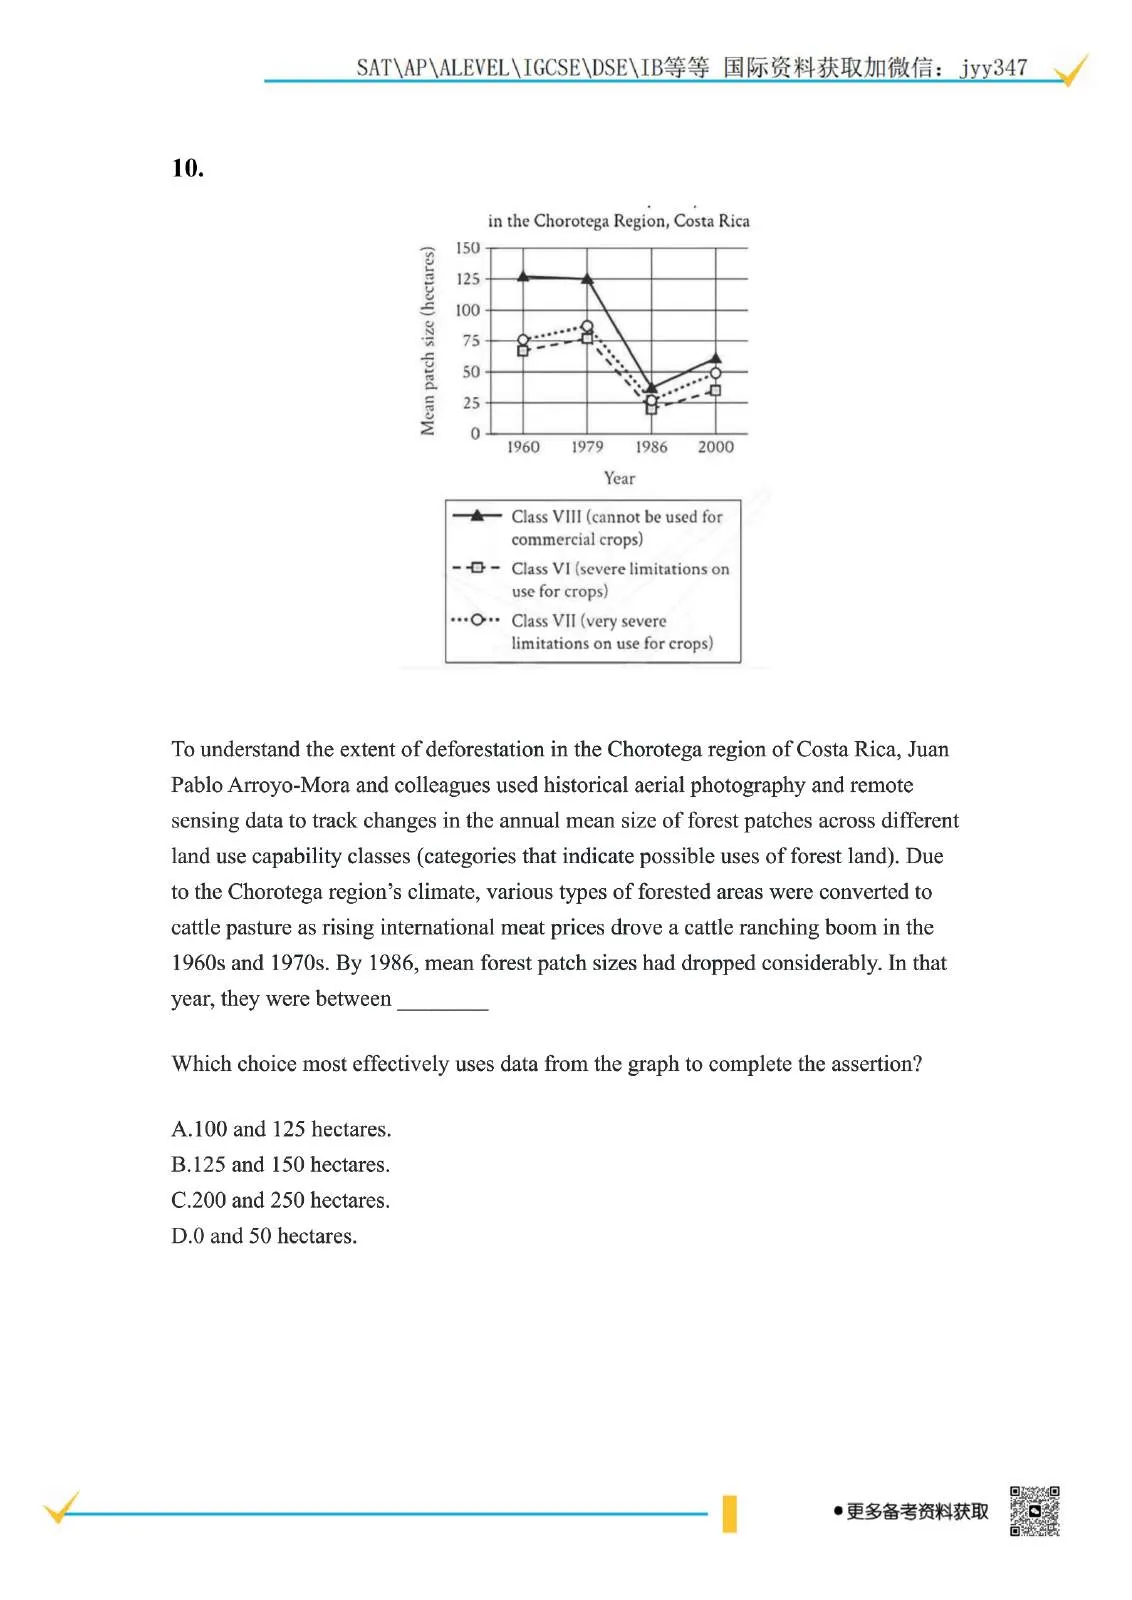 SAT\AP\ALEVEL\IGCSE\DSE\IB等等 国际资料获取加微信：jyy347
10.
in the Chorotega Region, Costa Rica
Mean patch size (hectares)
150
125
100
75
50
25
0
1960 1979 1986 2000
Year
Class VIII (cannot be used for
commercial crops)
Class VI (severe limitations on
use for crops)
Class VII (very severe
limitations on use for crops)
To understand the extent of deforestation in the Chorotega region of Costa Rica, Juan
Pablo Arroyo-Mora and colleagues used historical aerial photography and remote
sensing data to track changes in the annual mean size of forest patches across different
land use capability classes (categories that indicate possible uses of forest land). Due
to the Chorotega region's climate, various types of forested areas were converted to
cattle pasture as rising international meat prices drove a cattle ranching boom in the
1960s and 1970s. By 1986, mean forest patch sizes had dropped considerably. In that
year, they were between ________
Which choice most effectively uses data from the graph to complete the assertion?
A.100 and 125 hectares.
B.125 and 150 hectares.
C.200 and 250 hectares.
D.0 and 50 hectares.
●更多备考资料获取